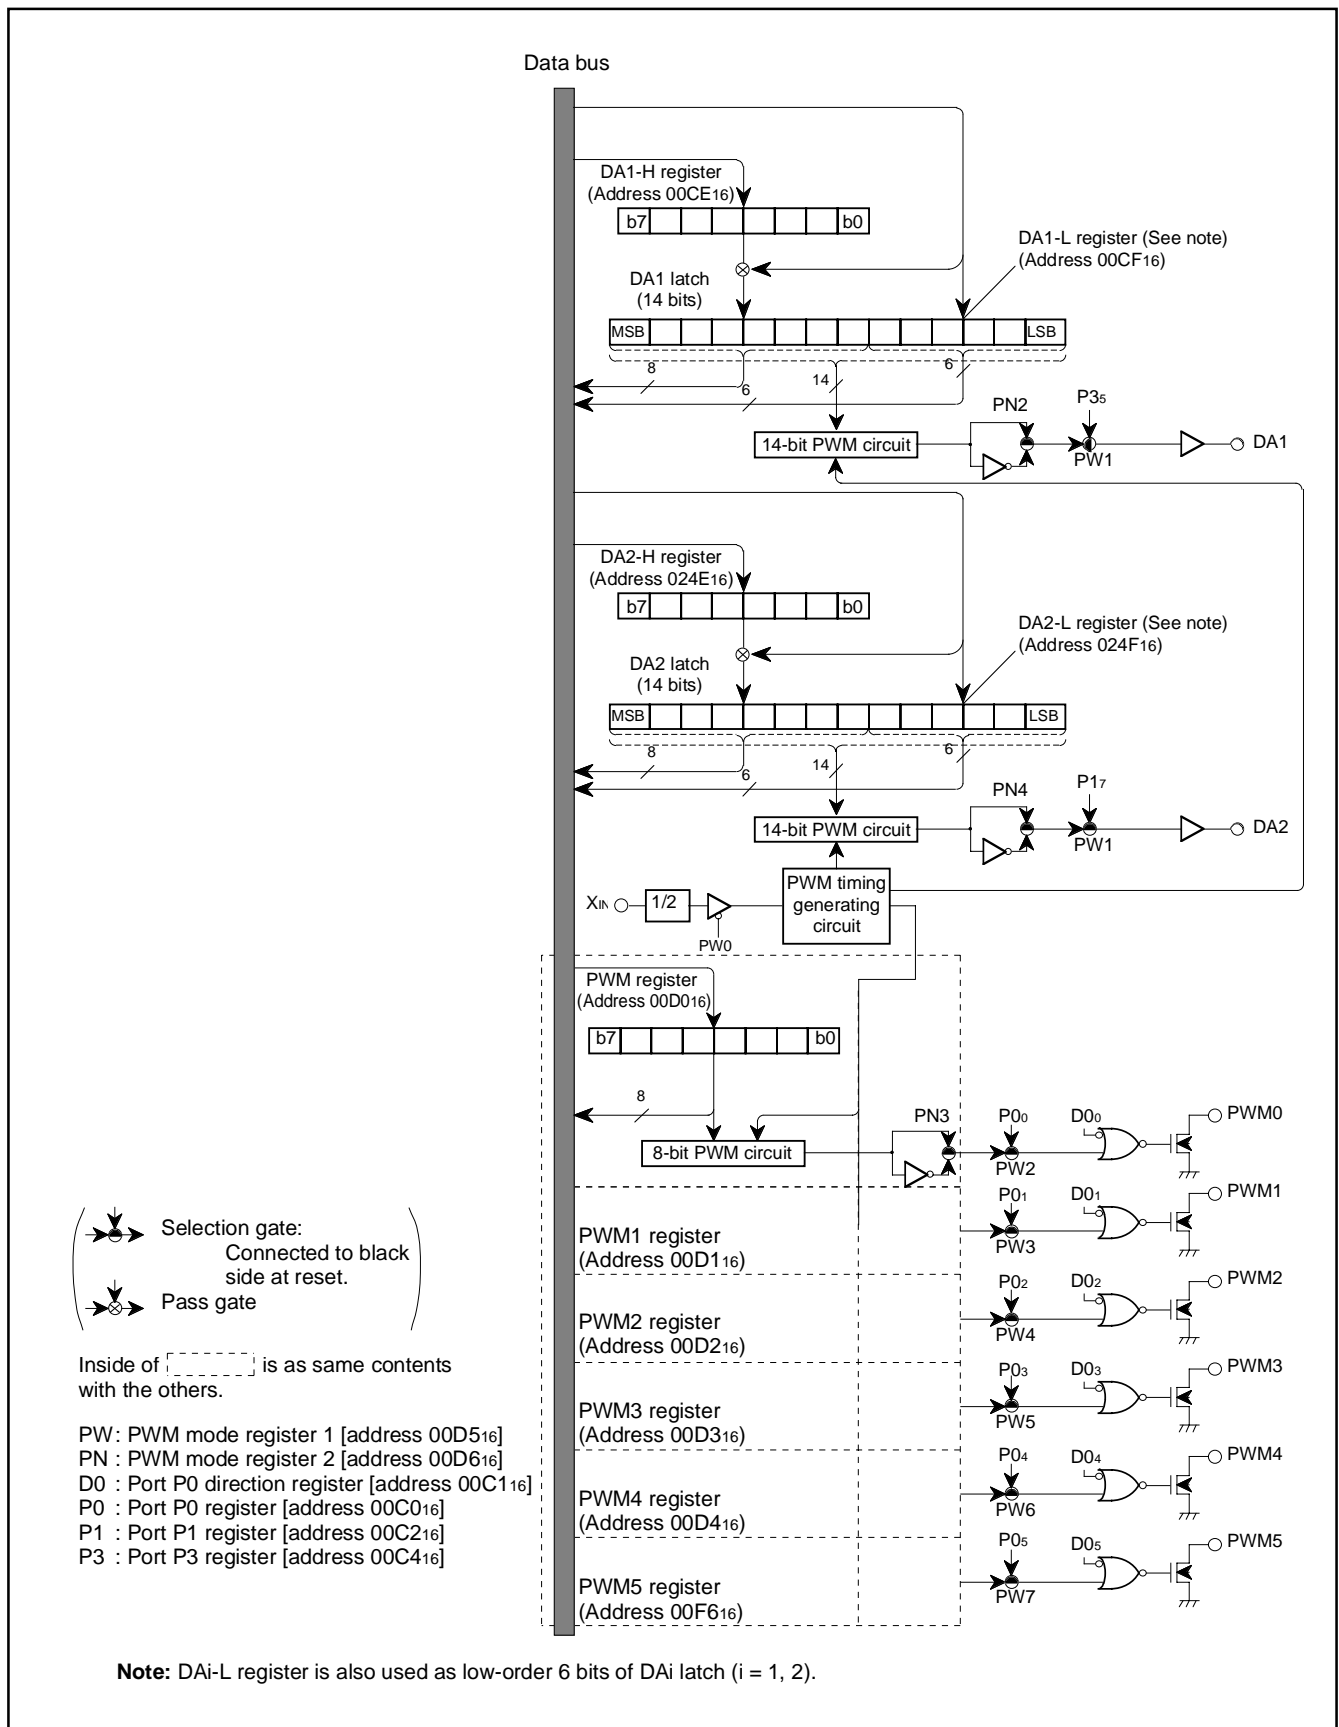 Data bus
DA1-H register
(Address 00CE16)
b7 b0
DA1-L register (See note)
(Address 00CF16)
DA1 latch
(14 bits)
MSB LSB
8
14
6
6
PN2
P35
14-bit PWM circuit
PW1
DA1
DA2-H register
(Address 024E16)
b7 b0
DA2-L register (See note)
(Address 024F16)
DA2 latch
(14 bits)
MSB LSB
8
14
6
6
PN4
P17
14-bit PWM circuit
PW1
DA2
XIN
1/2
PW0
PWM timing
generating
circuit
PWM register
(Address 00D016)
b7 b0
8
8-bit PWM circuit
PN3
P00
PW2
D00
PWM0
PWM1 register
(Address 00D116)
P01
PW3
D01
PWM1
PWM2 register
(Address 00D216)
P02
PW4
D02
PWM2
PWM3 register
(Address 00D316)
P03
PW5
D03
PWM3
PWM4 register
(Address 00D416)
P04
PW6
D04
PWM4
PWM5 register
(Address 00F616)
P05
PW7
D05
PWM5
Selection gate:
Connected to black
side at reset.
Pass gate
Inside of is as same contents
with the others.
PW : PWM mode register 1 [address 00D516]
PN : PWM mode register 2 [address 00D616]
D0 : Port P0 direction register [address 00C116]
P0 : Port P0 register [address 00C016]
P1 : Port P1 register [address 00C216]
P3 : Port P3 register [address 00C416]
Note: DAi-L register is also used as low-order 6 bits of DAi latch (i = 1, 2).